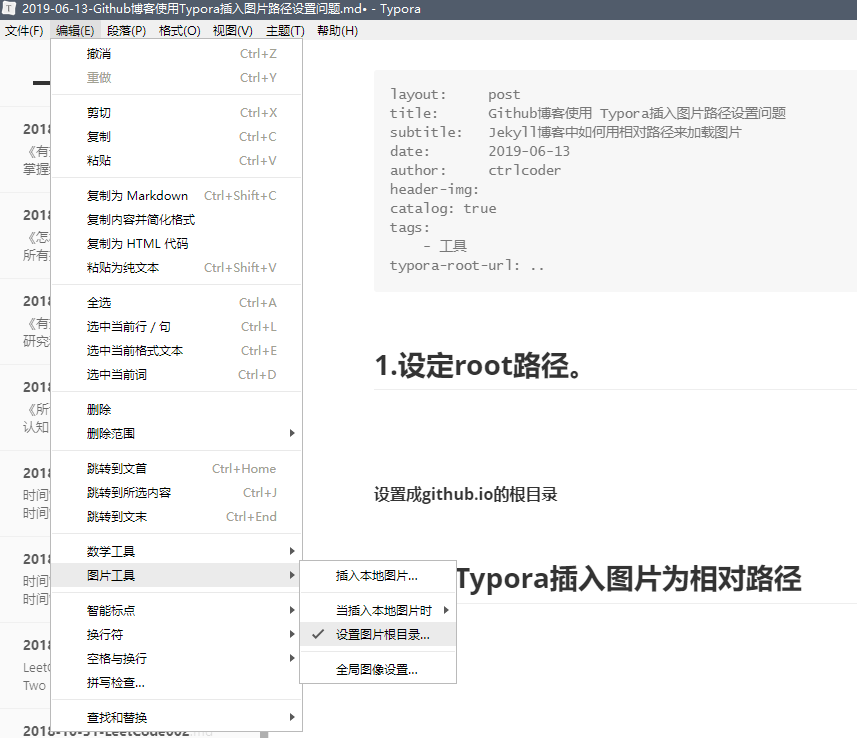 2019-06-13-Github博客使用Typora插入图片路径设置问题.md• - Typora
文件(F) 编辑(E) 段落(P) 格式(O) 视图(V) 主题(T) 帮助(H)
撤消 Ctrl+Z
重做 Ctrl+Y
剪切 Ctrl+X
复制 Ctrl+C
粘贴 Ctrl+V
复制为 Markdown Ctrl+Shift+C
复制内容并简化格式
复制为 HTML 代码
粘贴为纯文本 Ctrl+Shift+V
全选 Ctrl+A
选中当前行 / 句 Ctrl+L
选中当前格式文本 Ctrl+E
选中当前词 Ctrl+D
删除
删除范围
跳转到文首 Ctrl+Home
跳转到所选内容 Ctrl+J
跳转到文末 Ctrl+End
数学工具
图片工具
智能标点
换行符
空格与换行
拼写检查...
查找和替换
插入本地图片...
当插入本地图片时
设置图片根目录...
全局图像设置...
2018
《有
掌握
2018
《怎
所有
2018
《有
研究
2018
《所
认知
2018
时间
时间
2018
时间
时间
2018
Leet
Two
2018-10-31-LeetCode002.md
layout: post
title: Github博客使用 Typora插入图片路径设置问题
subtitle: Jekyll博客中如何用相对路径来加载图片
date: 2019-06-13
author: ctrlcoder
header-img:
catalog: true
tags:
- 工具
typora-root-url: ..
1.设定root路径。
设置成github.io的根目录
Typora插入图片为相对路径